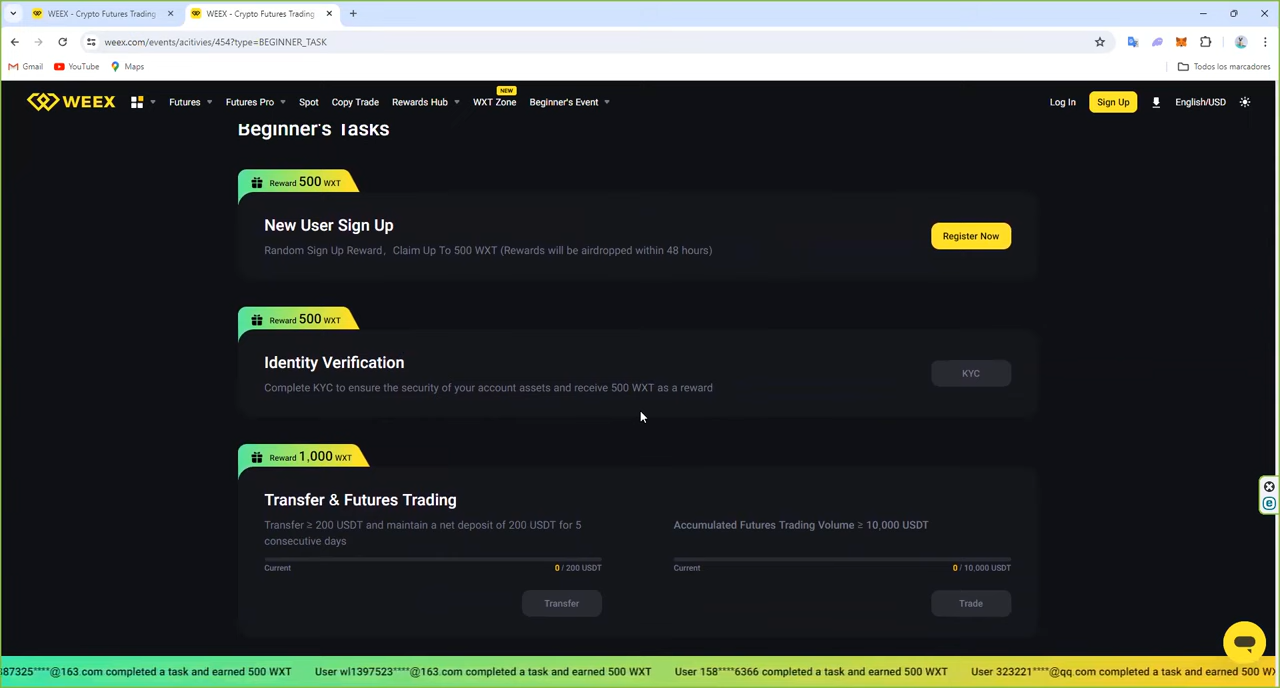 WEEX - Crypto Futures Trading
WEEX - Crypto Futures Trading
weex.com/events/acitivies/454?type=BEGINNER_TASK
Gmail
YouTube
Maps
Todos los marcadores
WEEX
Futures
Futures Pro
Spot
Copy Trade
Rewards Hub
NEW
WXT Zone
Beginner's Event
Log In
Sign Up
English/USD
Beginner's Tasks
Reward 500 WXT
New User Sign Up
Random Sign Up Reward，Claim Up To 500 WXT (Rewards will be airdropped within 48 hours)
Register Now
Reward 500 WXT
Identity Verification
Complete KYC to ensure the security of your account assets and receive 500 WXT as a reward
KYC
Reward 1,000 WXT
Transfer & Futures Trading
Transfer ≥ 200 USDT and maintain a net deposit of 200 USDT for 5
consecutive days
Current
0 / 200 USDT
Transfer
Accumulated Futures Trading Volume ≥ 10,000 USDT
Current
0 / 10,000 USDT
Trade
87325****@163.com completed a task and earned 500 WXT
User wl1397523****@163.com completed a task and earned 500 WXT
User 158****6366 completed a task and earned 500 WXT
User 323221****@qq.com completed a task and earned 500